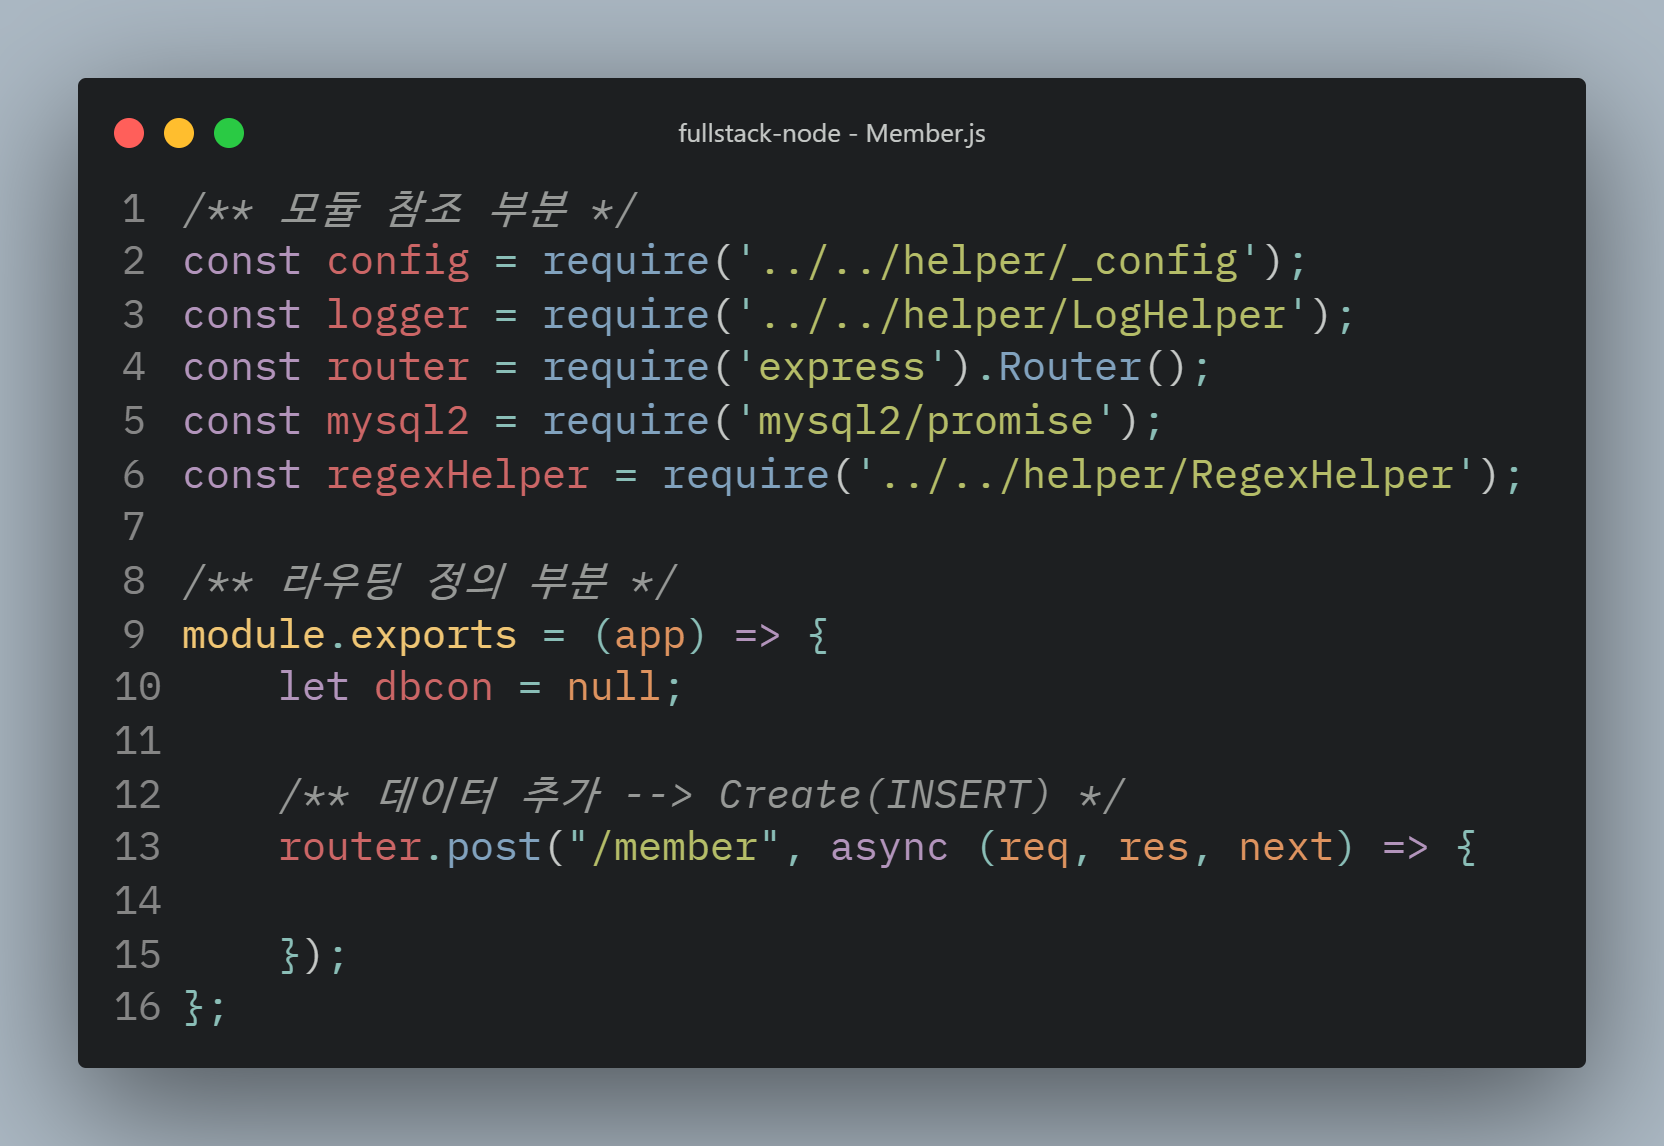 fullstack-node - Member.js
1 /** 모듈 참조 부분 */
2 const config = require('../../helper/_config');
3 const logger = require('../../helper/LogHelper');
4 const router = require('express').Router();
5 const mysql2 = require('mysql2/promise');
6 const regexHelper = require('../../helper/RegexHelper');
7
8 /** 라우팅 정의 부분 */
9 module.exports = (app) => {
10     let dbcon = null;
11
12     /** 데이터 추가 --> Create(INSERT) */
13     router.post("/member", async (req, res, next) => {
14
15     });
16 };